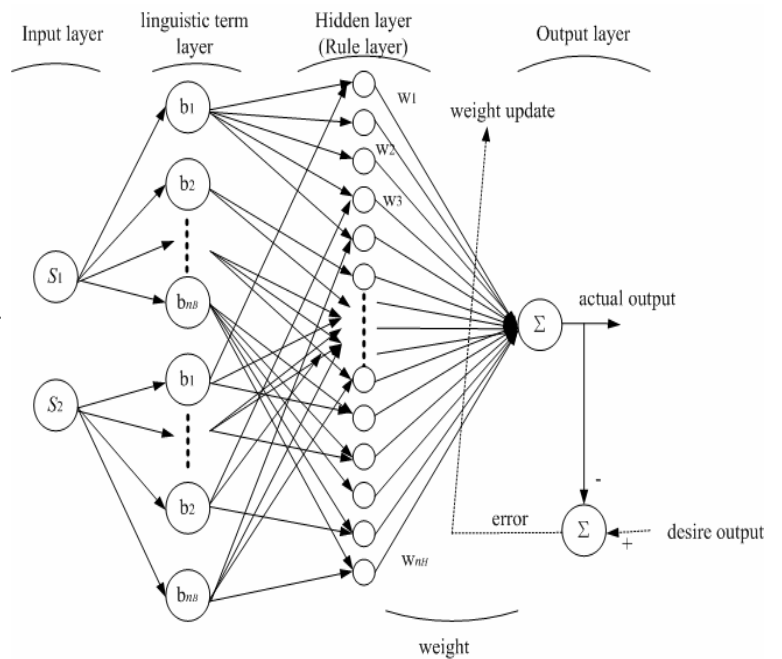 Input layer
linguistic term
layer
Hidden layer
(Rule layer)
Output layer
b1
b2
bnB
S1
b1
S2
b2
bnB
W1
W2
W3
WnH
weight update
Σ
actual output
-
Σ
+
error
desire output
weight